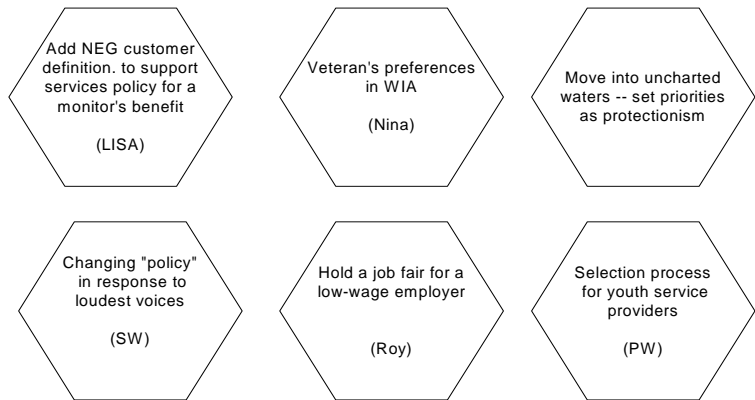 Add NEG customer
definition. to support
services policy for a
monitor's benefit
(LISA)
Veteran's preferences
in WIA
(Nina)
Move into uncharted
waters -- set priorities
as protectionism
Changing "policy"
in response to
loudest voices
(SW)
Hold a job fair for a
low-wage employer
(Roy)
Selection process
for youth service
providers
(PW)